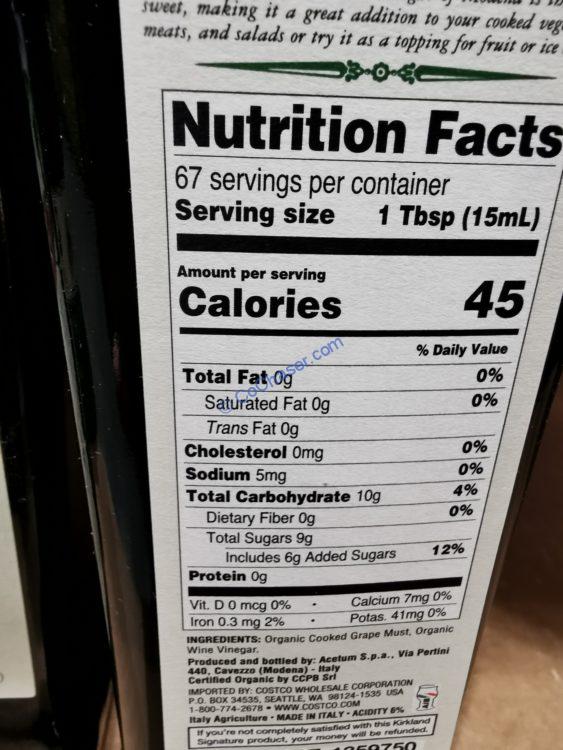 sweet, making it a great addition to your cooked veg
meats, and salads or try it as a topping for fruit or ice
Nutrition Facts
67 servings per container
Serving size 1 Tbsp (15mL)
Amount per serving
Calories 45
% Daily Value
Total Fat 0g 0%
Saturated Fat 0g 0%
Trans Fat 0g
Cholesterol 0mg 0%
Sodium 5mg 0%
Total Carbohydrate 10g 4%
Dietary Fiber 0g 0%
Total Sugars 9g
Includes 6g Added Sugars 12%
Protein 0g
Vit. D 0 mcg 0% • Calcium 7mg 0%
Iron 0.3 mg 2% • Potas. 41mg 0%
INGREDIENTS: Organic Cooked Grape Must, Organic
Wine Vinegar.
Produced and bottled by: Acetum S.p.a., Via Pertini
440, Cavezzo (Modena) - Italy
Certified Organic by CCPB Srl
IMPORTED BY: COSTCO WHOLESALE CORPORATION
P.O. BOX 34535, SEATTLE, WA 98124-1535 USA
1-800-774-2678 • WWW.COSTCO.COM
Italy Agriculture • MADE IN ITALY • ACIDITY 6%
If you're not completely satisfied with this Kirkland
Signature product, your money will be refunded.
1259750
© CoChaser.com